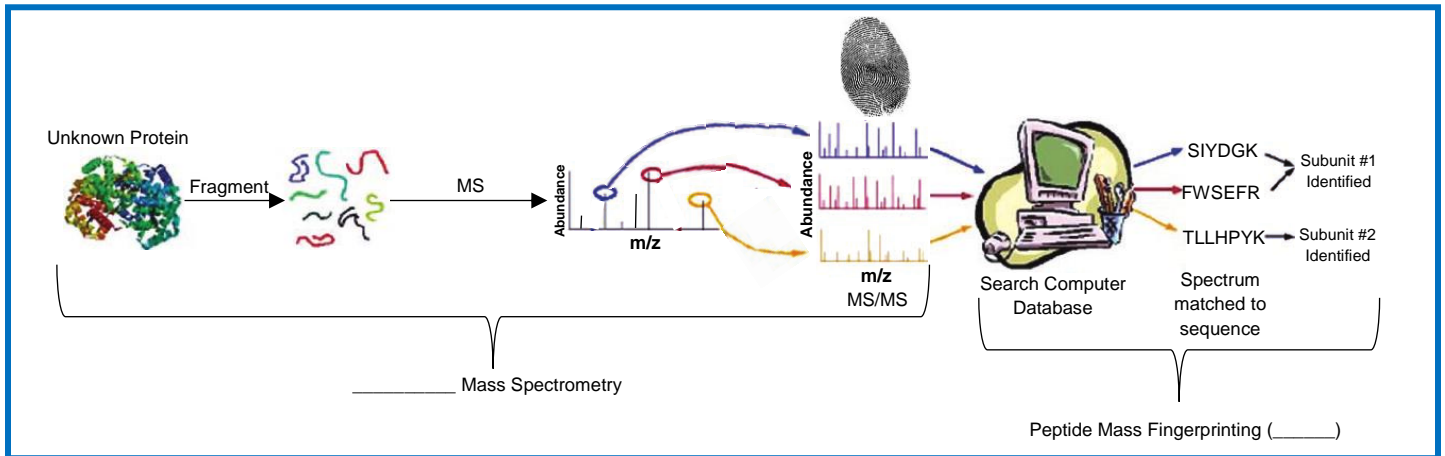 Unknown Protein
Fragment
MS
Abundance
m/z
Abundance
m/z
MS/MS
Search Computer
Database
SIYDGK
FWSEFR
TLLHPYK
Subunit #1
Identified
Subunit #2
Identified
Spectrum
matched to
sequence
__________ Mass Spectrometry
Peptide Mass Fingerprinting (______)